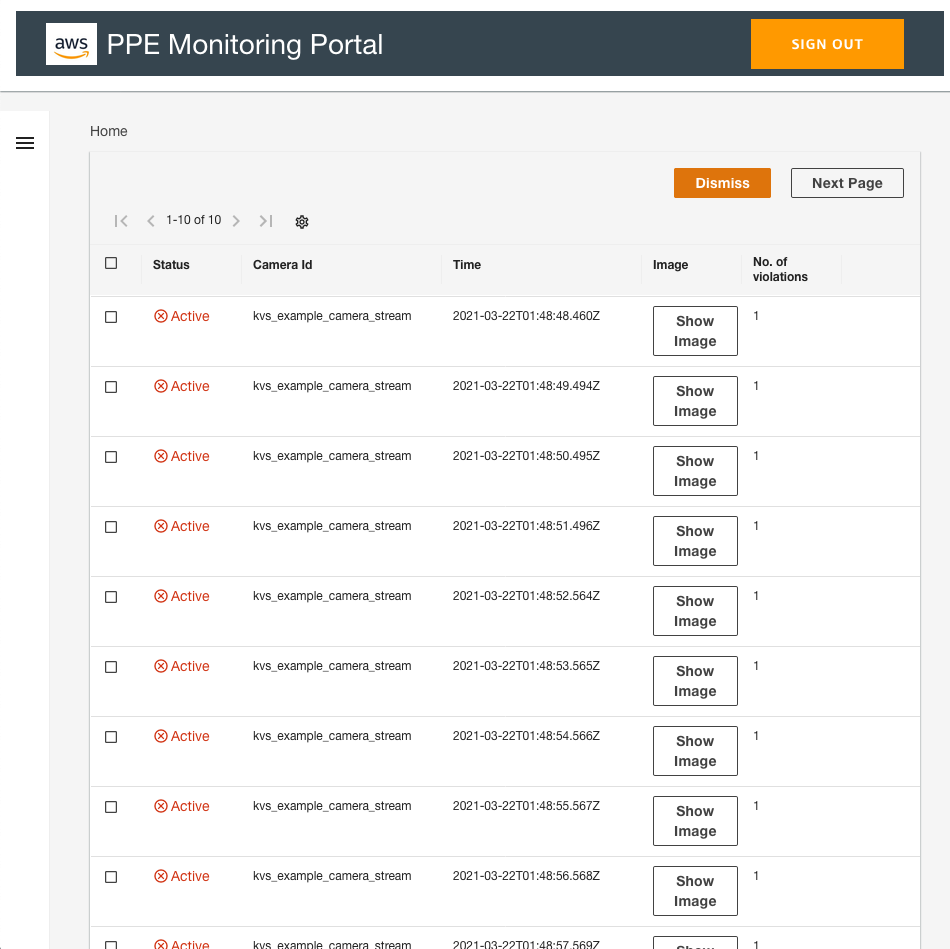 aws PPE Monitoring Portal SIGN OUT
Home
Dismiss Next Page
1-10 of 10
Status Camera Id Time Image No. of violations
Active kvs_example_camera_stream 2021-03-22T01:48:48.460Z Show Image 1
Active kvs_example_camera_stream 2021-03-22T01:48:49.494Z Show Image 1
Active kvs_example_camera_stream 2021-03-22T01:48:50.495Z Show Image 1
Active kvs_example_camera_stream 2021-03-22T01:48:51.496Z Show Image 1
Active kvs_example_camera_stream 2021-03-22T01:48:52.564Z Show Image 1
Active kvs_example_camera_stream 2021-03-22T01:48:53.565Z Show Image 1
Active kvs_example_camera_stream 2021-03-22T01:48:54.566Z Show Image 1
Active kvs_example_camera_stream 2021-03-22T01:48:55.567Z Show Image 1
Active kvs_example_camera_stream 2021-03-22T01:48:56.568Z Show Image 1
Active kvs_example_camera_stream 2021-03-22T01:48:57.569Z Show 1